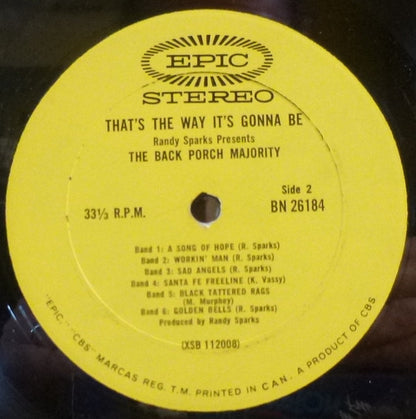 EPIC
STEREO
THAT'S THE WAY IT'S GONNA BE
Randy Sparks Presents
THE BACK PORCH MAJORITY
33⅓ R.P.M.
Side 2
BN 26184
Band 1: A SONG OF HOPE (R. Sparks)
Band 2: WORKIN' MAN (R. Sparks)
Band 3: SAD ANGELS (R. Sparks)
Band 4: SANTA FE FREELINE (K. Vassy)
Band 5: BLACK TATTERED RAGS
(M. Murphey)
Band 6: GOLDEN BELLS (R. Sparks)
Produced by Randy Sparks
(XSB 112008)
"EPIC," "CBS" MARCAS REG. T.M. PRINTED IN CAN. A PRODUCT OF CBS